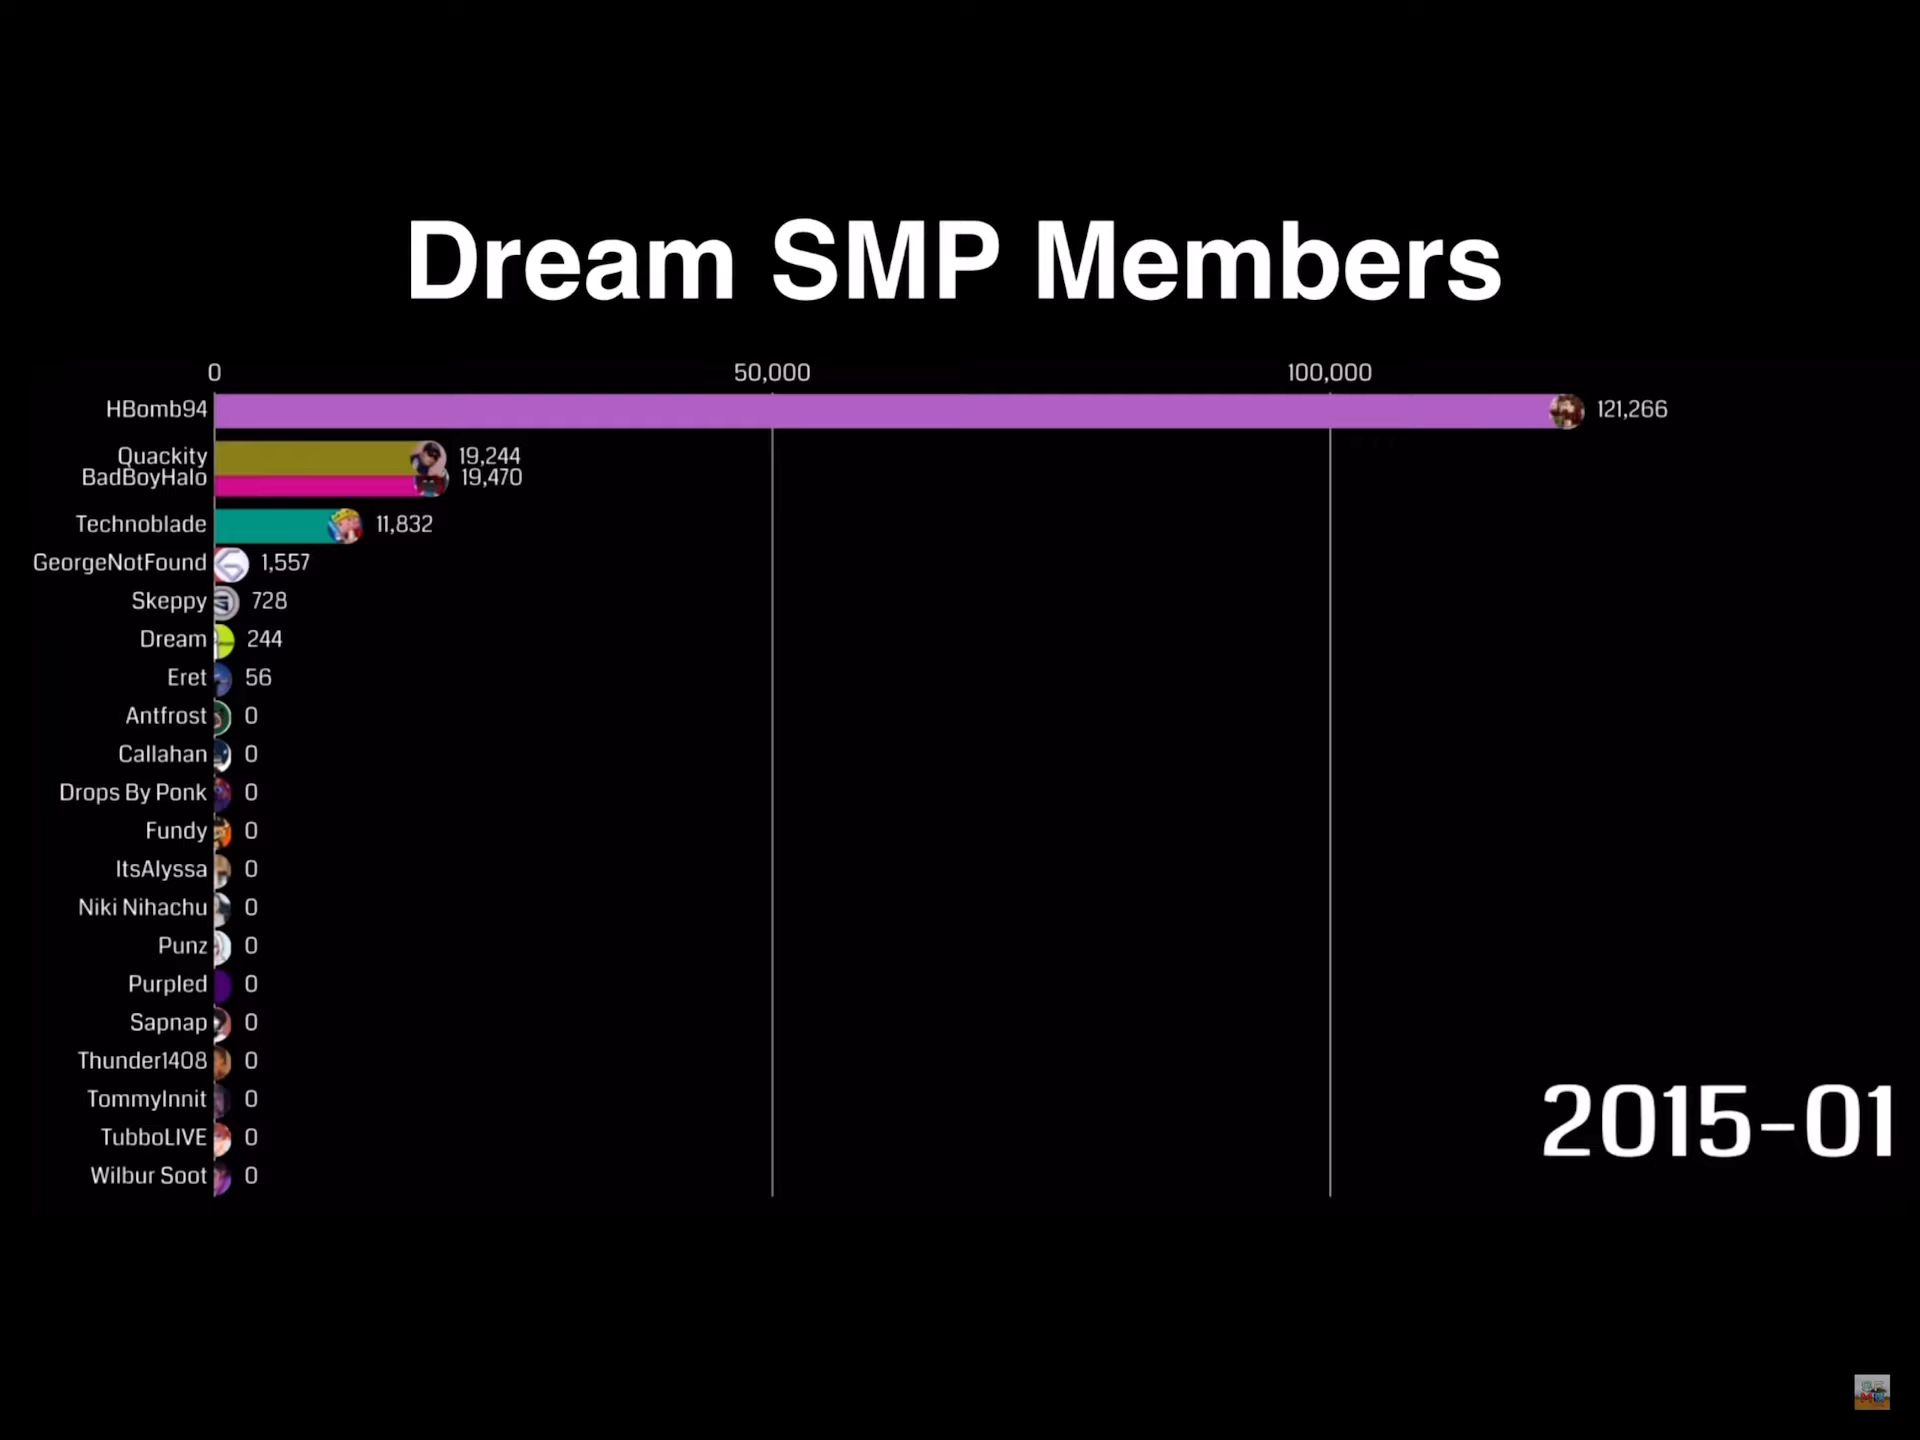 Dream SMP Members
0 50,000 100,000
HBomb94 121,266
Quackity 19,244
BadBoyHalo 19,470
Technoblade 11,832
GeorgeNotFound 1,557
Skeppy 728
Dream 244
Eret 56
Antfrost 0
Callahan 0
Drops By Ponk 0
Fundy 0
ItsAlyssa 0
Niki Nihachu 0
Punz 0
Purpled 0
Sapnap 0
Thunder1408 0
TommyInnit 0
TubboLIVE 0
Wilbur Soot 0
2015-01